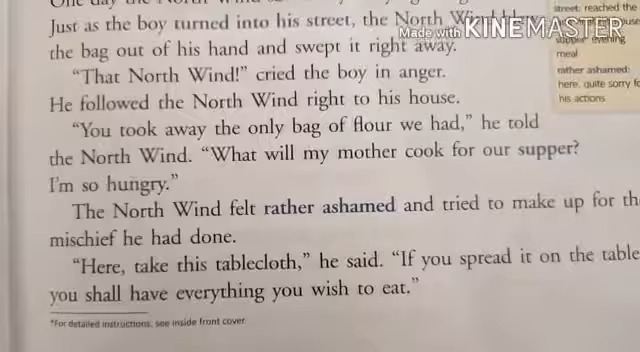 Just as the boy turned into his street, the North Wind
the bag out of his hand and swept it right away.
"That North Wind!" cried the boy in anger.
He followed the North Wind right to his house.
"You took away the only bag of flour we had," he told
the North Wind. "What will my mother cook for our supper?
I'm so hungry."
The North Wind felt rather ashamed and tried to make up for th
mischief he had done.
"Here, take this tablecloth," he said. "If you spread it on the table
you shall have everything you wish to eat."
*For detailed instructions, see inside front cover
street: reached the
supper: evening
meal
rather ashamed:
here, quite sorry fo
his actions
Made with KINEMASTER